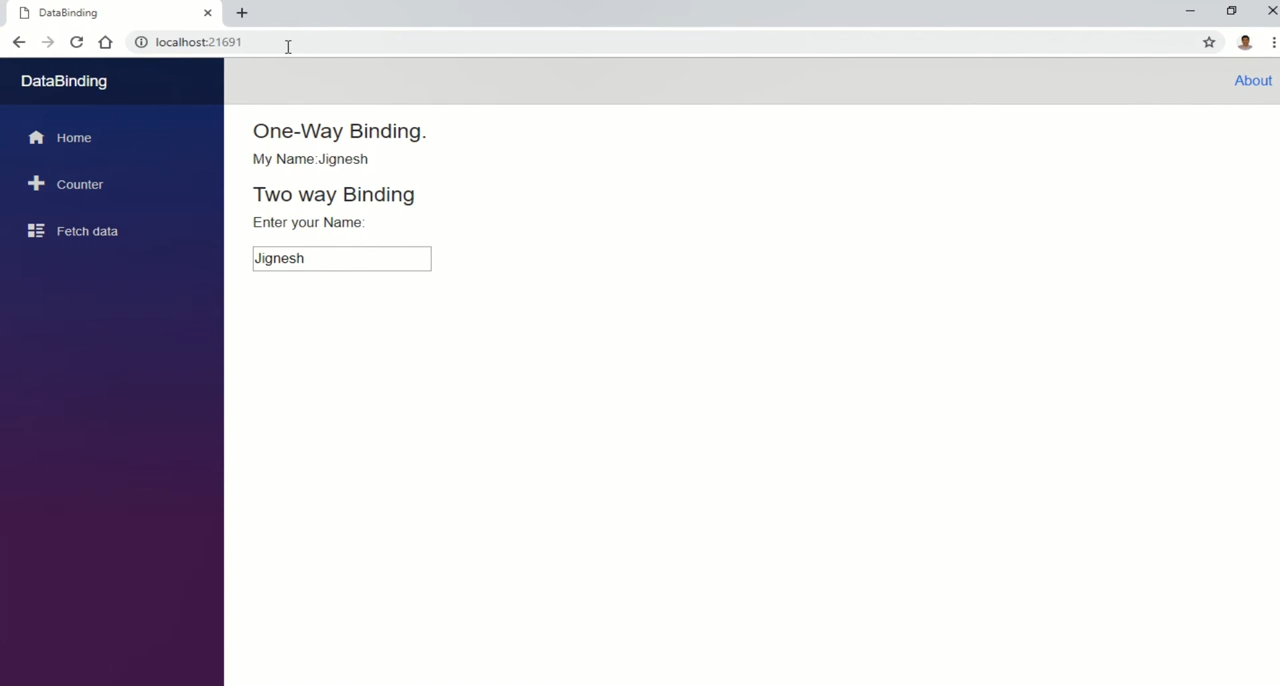 DataBinding
localhost:21691
DataBinding
About
Home
Counter
Fetch data
One-Way Binding.
My Name:Jignesh
Two way Binding
Enter your Name:
Jignesh